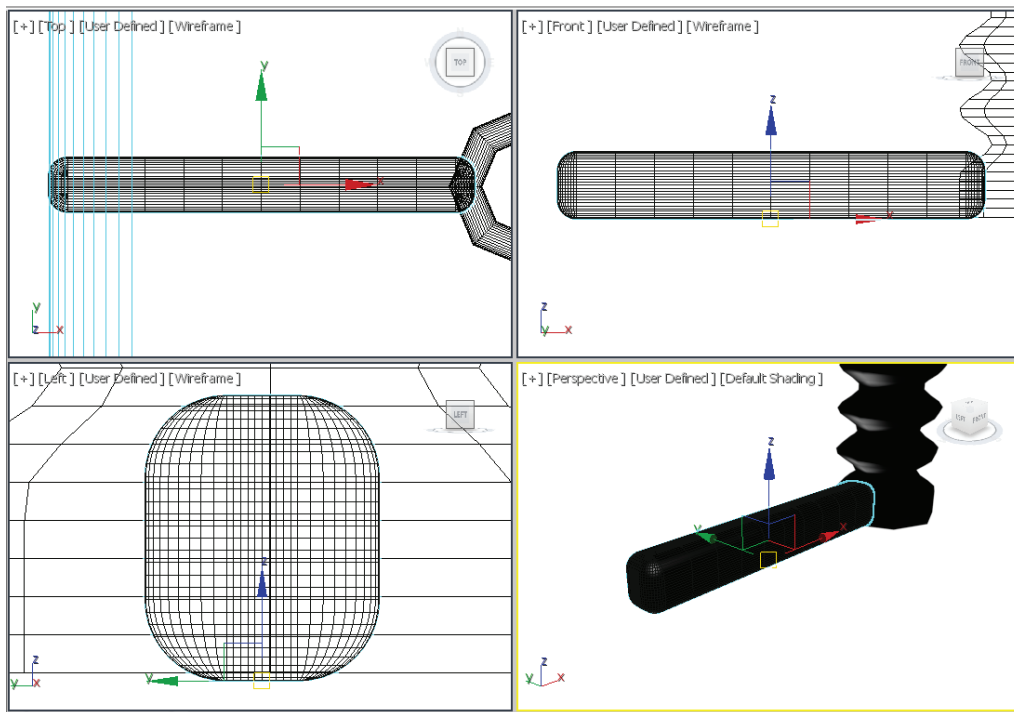 [+] [Top] [User Defined] [Wireframe]
TOP
y
x
y
z
x
[+] [Front] [User Defined] [Wireframe]
FRONT
z
x
z
y
x
[+] [Left] [User Defined] [Wireframe]
LEFT
z
y
z
y
x
[+] [Perspective] [User Defined] [Default Shading]
FRONT
z
y
x
z
y
x